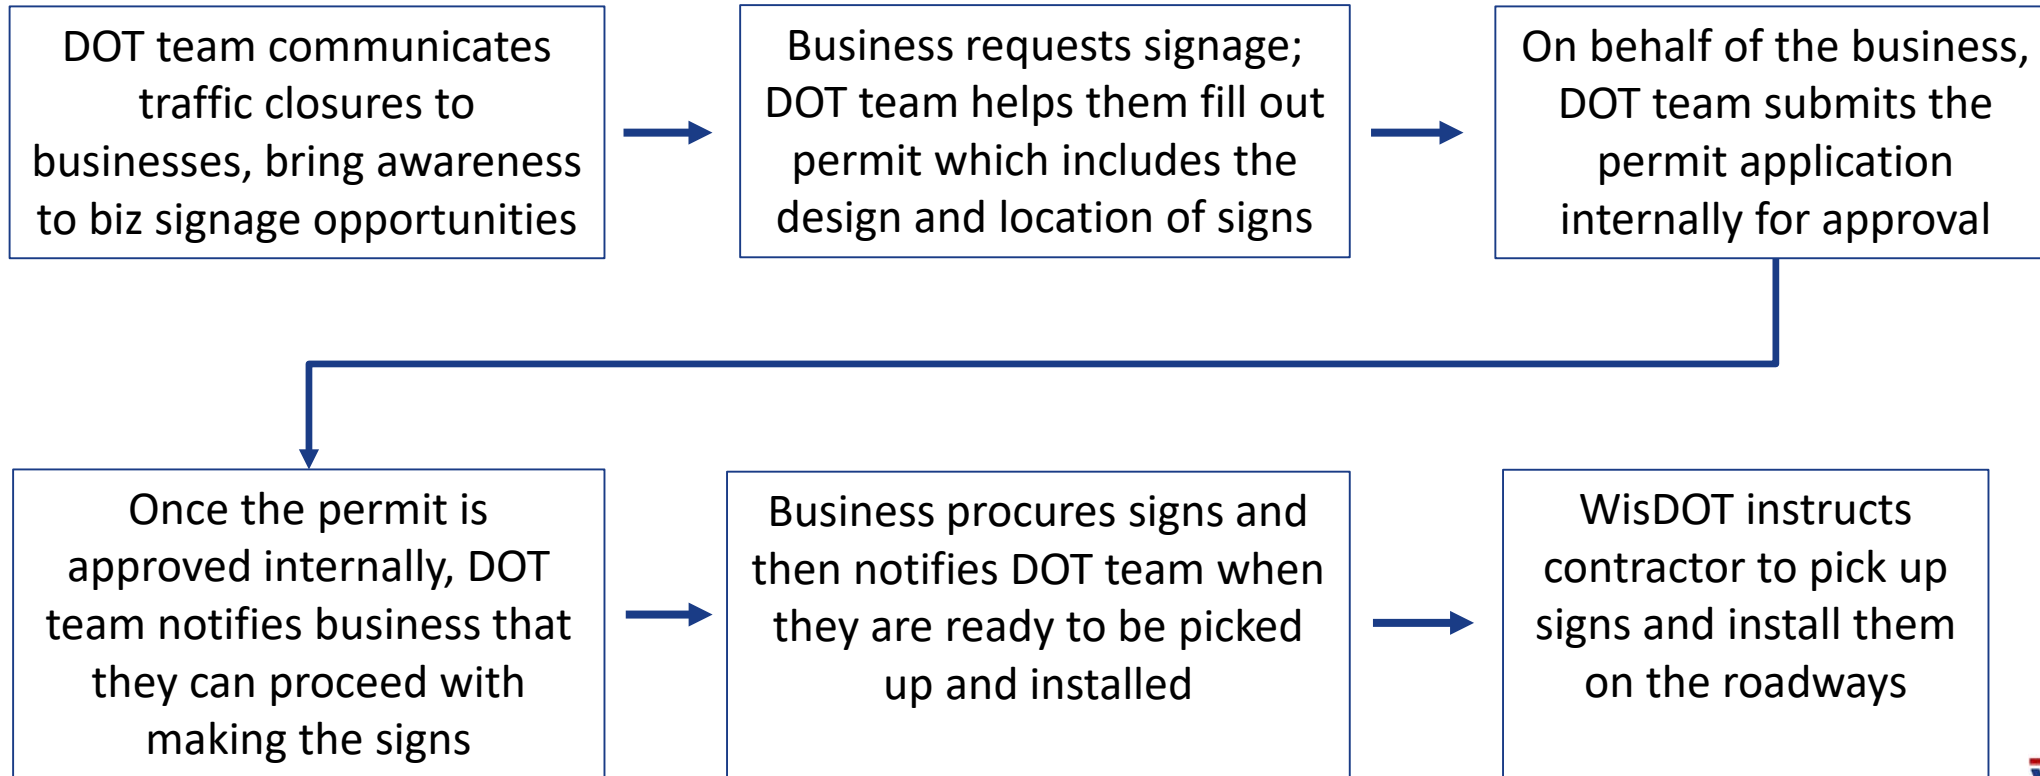 DOT team communicates
traffic closures to
businesses, bring awareness
to biz signage opportunities
Business requests signage;
DOT team helps them fill out
permit which includes the
design and location of signs
On behalf of the business,
DOT team submits the
permit application
internally for approval
Once the permit is
approved internally, DOT
team notifies business that
they can proceed with
making the signs
Business procures signs and
then notifies DOT team when
they are ready to be picked
up and installed
WisDOT instructs
contractor to pick up
signs and install them
on the roadways